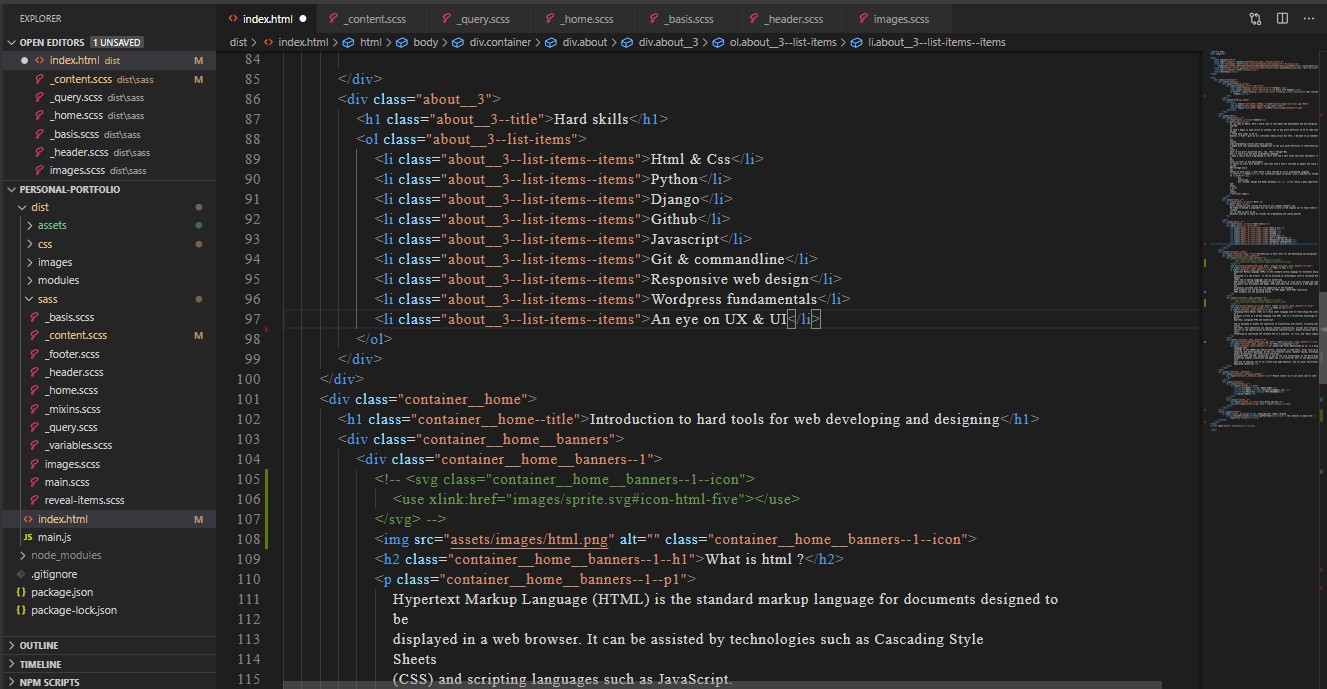 EXPLORER
OPEN EDITORS 1 UNSAVED
index.html dist M
_content.scss dist\sass M
_query.scss dist\sass
_home.scss dist\sass
_basis.scss dist\sass
_header.scss dist\sass
images.scss dist\sass
PERSONAL-PORTFOLIO
dist
assets
css
images
modules
sass
_basis.scss
_content.scss M
_footer.scss
_header.scss
_home.scss
_mixins.scss
_query.scss
_variables.scss
images.scss
main.scss
reveal-items.scss
index.html M
JS main.js
node_modules
.gitignore
package.json
package-lock.json
OUTLINE
TIMELINE
NPM SCRIPTS
index.html _content.scss _query.scss _home.scss _basis.scss _header.scss images.scss
dist > index.html > html > body > div.container > div.about > div.about__3 > ol.about__3--list-items > li.about__3--list-items--items
84
85 </div>
86 <div class="about__3">
87 <h1 class="about__3--title">Hard skills</h1>
88 <ol class="about__3--list-items">
89 <li class="about__3--list-items--items">Html & Css</li>
90 <li class="about__3--list-items--items">Python</li>
91 <li class="about__3--list-items--items">Django</li>
92 <li class="about__3--list-items--items">Github</li>
93 <li class="about__3--list-items--items">Javascript</li>
94 <li class="about__3--list-items--items">Git & commandline</li>
95 <li class="about__3--list-items--items">Responsive web design</li>
96 <li class="about__3--list-items--items">Wordpress fundamentals</li>
97 <li class="about__3--list-items--items">An eye on UX & UI</li>
98 </ol>
99 </div>
100 </div>
101 <div class="container__home">
102 <h1 class="container__home--title">Introduction to hard tools for web developing and designing</h1>
103 <div class="container__home__banners">
104 <div class="container__home__banners--1">
105 <!-- <svg class="container__home__banners--1--icon">
106 <use xlink:href="images/sprite.svg#icon-html-five"></use>
107 </svg> -->
108 <img src="assets/images/html.png" alt="" class="container__home__banners--1--icon">
109 <h2 class="container__home__banners--1--h1">What is html ?</h2>
110 <p class="container__home__banners--1--p1">
111 Hypertext Markup Language (HTML) is the standard markup language for documents designed to
112 be
113 displayed in a web browser. It can be assisted by technologies such as Cascading Style
114 Sheets
115 (CSS) and scripting languages such as JavaScript.